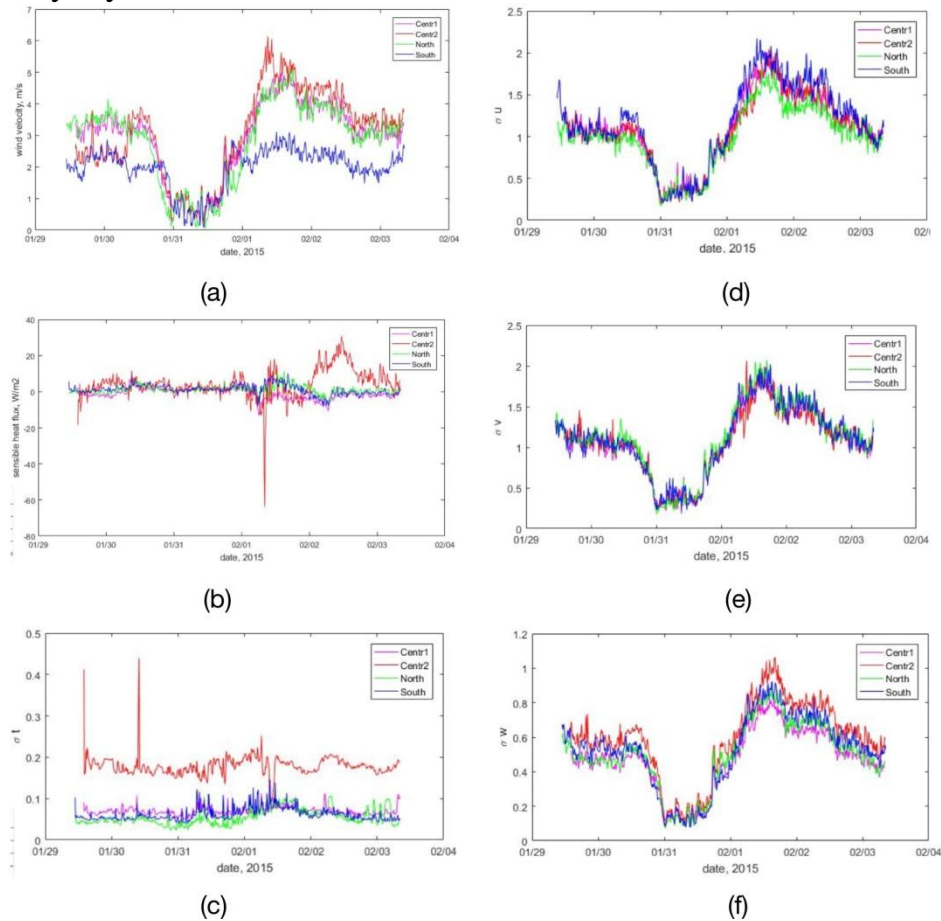 7
6
5
4
3
2
1
0
wind velocity, m/s
Centr1
Centr2
North
South
01/29
01/30
01/31
02/01
02/02
02/03
02/04
date, 2015
(a)
2.5
2
1.5
1
0.5
0
σ u
Centr1
Centr2
North
South
01/29
01/30
01/31
02/01
02/02
02/03
02/0
date, 2015
(d)
40
20
0
-20
-40
-60
-80
sensible heat flux, W/m2
Centr1
Centr2
North
South
01/29
01/30
01/31
02/01
02/02
02/03
02/04
date, 2015
(b)
2.5
2
1.5
1
0.5
0
σ v
Centr1
Centr2
North
South
01/29
01/30
01/31
02/01
02/02
02/03
02/04
date, 2015
(e)
0.5
0.4
0.3
0.2
0.1
0
σ t
Centr1
Centr2
North
South
01/29
01/30
01/31
02/01
02/02
02/03
02/04
date, 2015
(c)
1.2
1
0.8
0.6
0.4
0.2
0
σ w
Centr1
Centr2
North
South
01/29
01/30
01/31
02/01
02/02
02/03
02/04
date, 2015
(f)